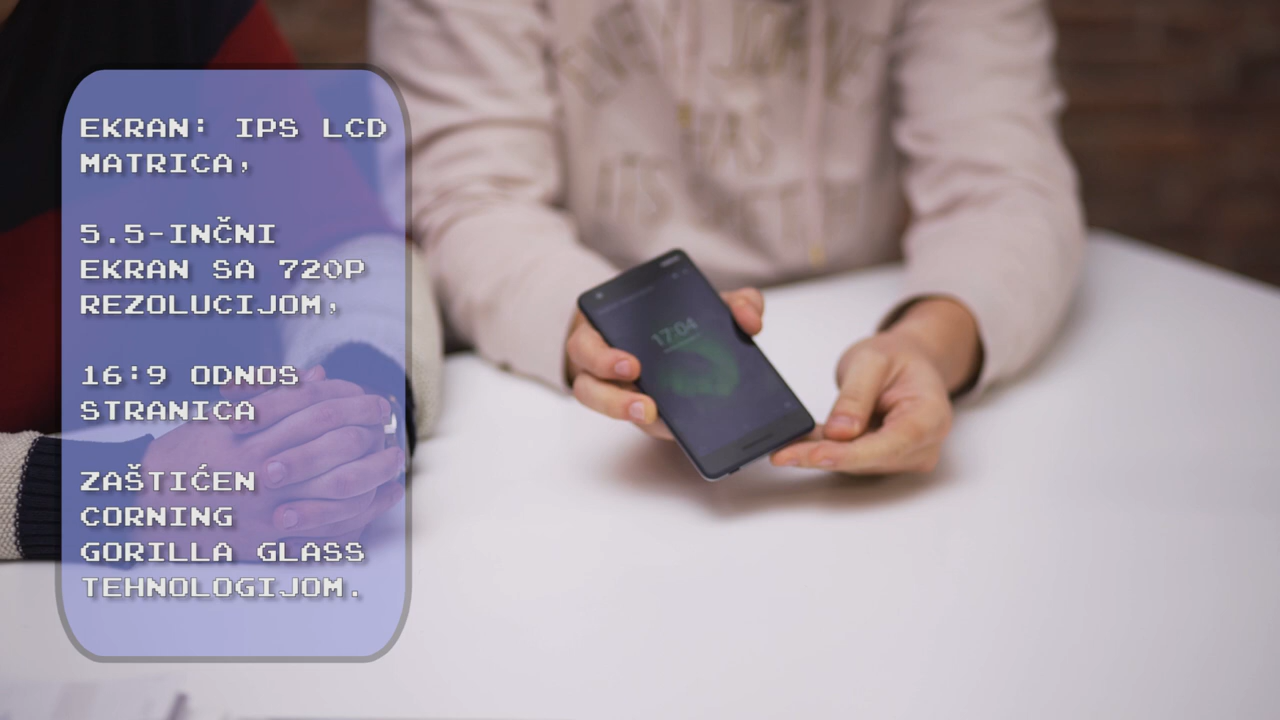 EKRAN: IPS LCD
MATRICA,
5.5-INČNI
EKRAN SA 720P
REZOLUCIJOM,
16:9 ODNOS
STRANICA
ZAŠTIĆEN
CORNING
GORILLA GLASS
TEHNOLOGIJOM.
17:04